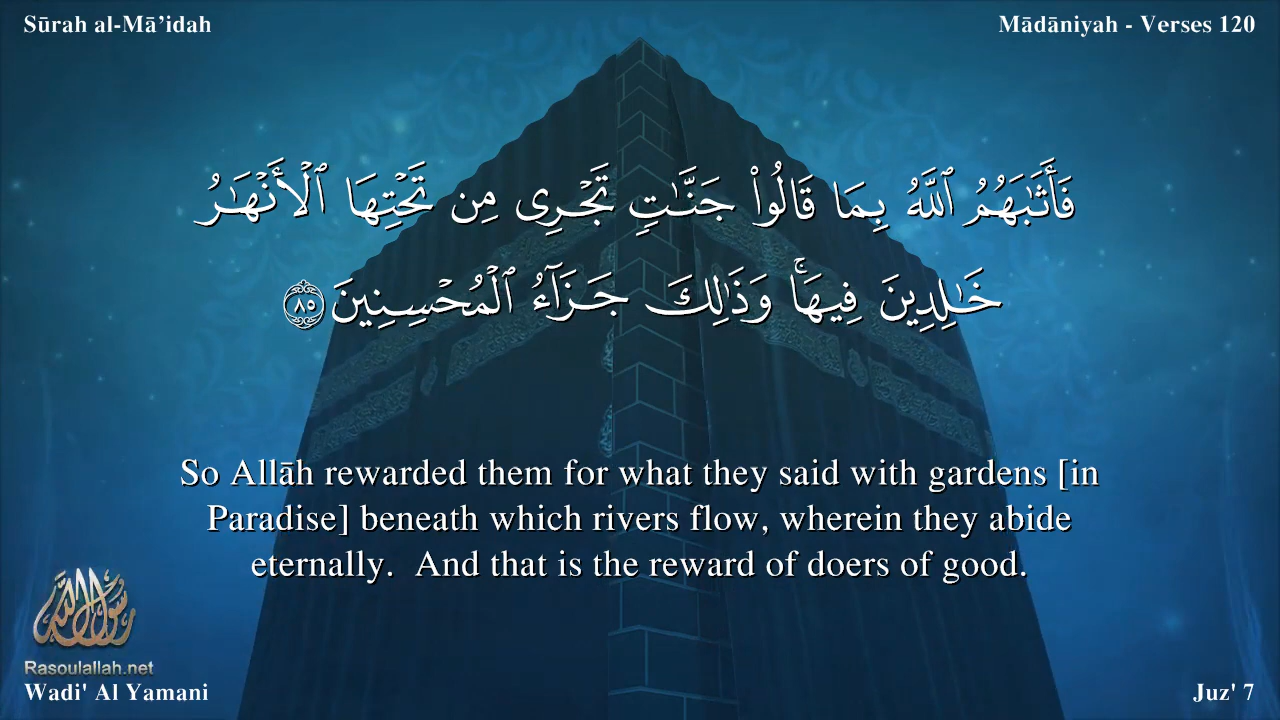 Sūrah al-Mā’idah
Mādāniyah - Verses 120
فَأَثَٰبَهُمُ ٱللَّهُ بِمَا قَالُوا۟ جَنَّٰتٍ تَجْرِى مِن تَحْتِهَا ٱلْأَنْهَٰرُ
خَٰلِدِينَ فِيهَا ۚ وَذَٰلِكَ جَزَآءُ ٱلْمُحْسِنِينَ ٨٥
So Allāh rewarded them for what they said with gardens [in
Paradise] beneath which rivers flow, wherein they abide
eternally.  And that is the reward of doers of good.
رسول الله
Rasoulallah.net
Wadi' Al Yamani
Juz' 7